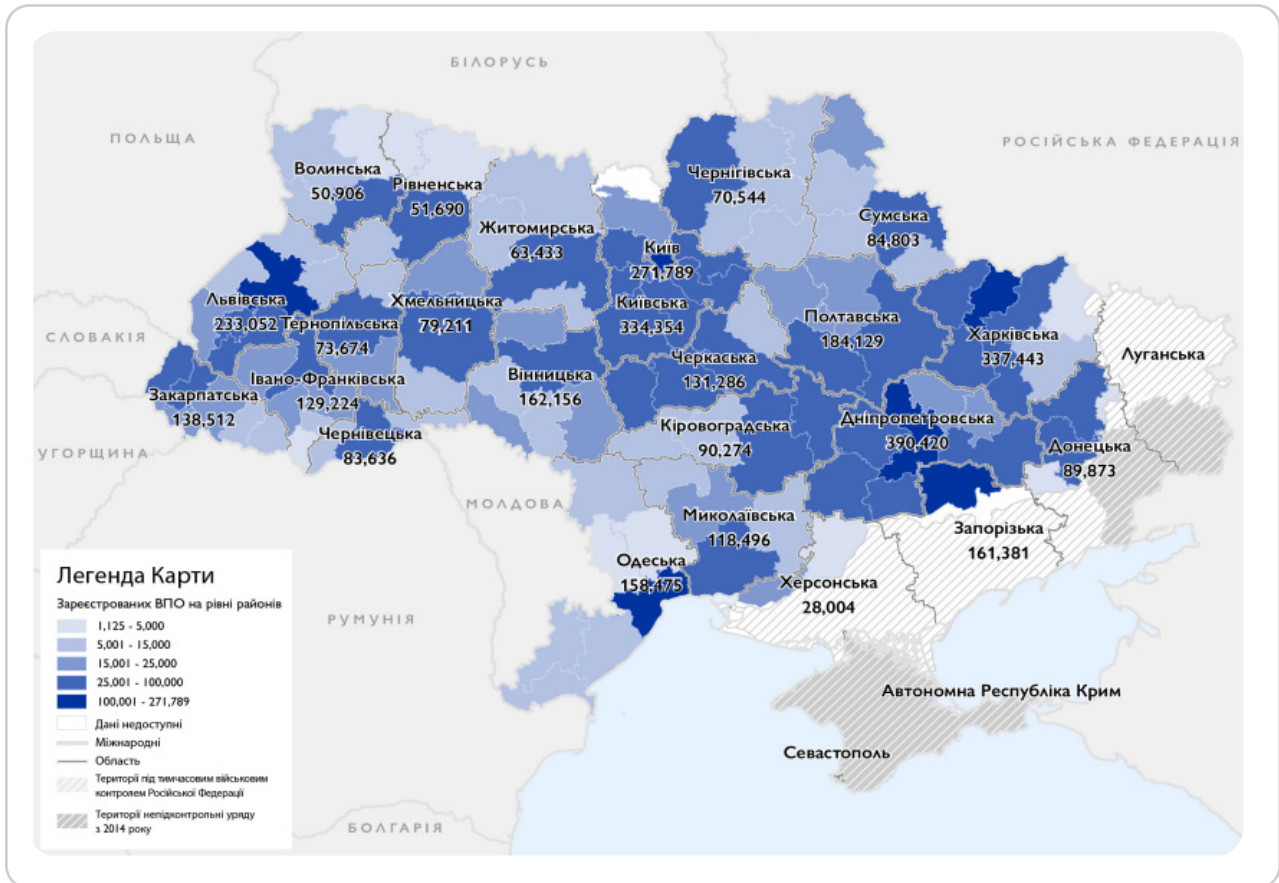 БІЛОРУСЬ
ПОЛЬЩА
РОСІЙСЬКА ФЕДЕРАЦІЯ
Волинська
50,906
Рівненська
51,690
Чернігівська
70,544
Житомирська
63,433
Сумська
84,803
Київ
271,789
Львівська
233,052
Тернопільська
73,674
Хмельницька
79,211
Київська
334,354
Полтавська
184,129
Харківська
337,443
Луганська
СЛОВАКІЯ
Черкаська
131,286
Вінницька
162,156
Івано-Франківська
129,224
Закарпатська
138,512
Чернівецька
83,636
Кіровоградська
90,274
Дніпропетровська
390,420
Донецька
89,873
УГОРЩИНА
МОЛДОВА
Миколаївська
118,496
Запорізька
161,381
Одеська
158,475
Херсонська
28,004
РУМУНІЯ
Автономна Республіка Крим
Севастополь
БОЛГАРІЯ
Легенда Карти
Зареєстрованих ВПО на рівні районів
1,125 - 5,000
5,001 - 15,000
15,001 - 25,000
25,001 - 100,000
100,001 - 271,789
Дані недоступні
Міжнародні
Область
Території під тимчасовим військовим
контролем Російської Федерації
Території непідконтрольні уряду
з 2014 року